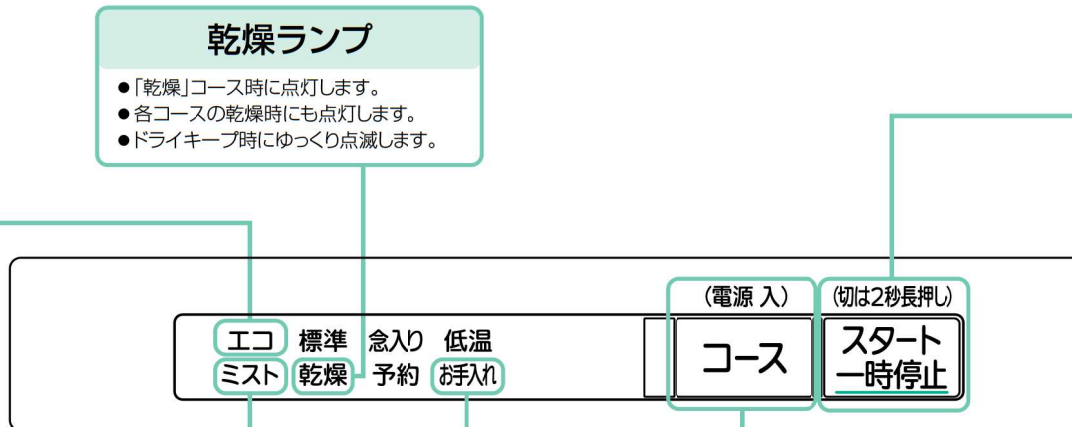 乾燥ランプ
●「乾燥」コース時に点灯します。
●各コースの乾燥時にも点灯します。
●ドライキープ時にゆっくり点滅します。
(電源 入) (切は2秒長押し)
エコ 標準 念入り 低温
ミスト 乾燥 予約 お手入れ
コース
スタート
一時停止